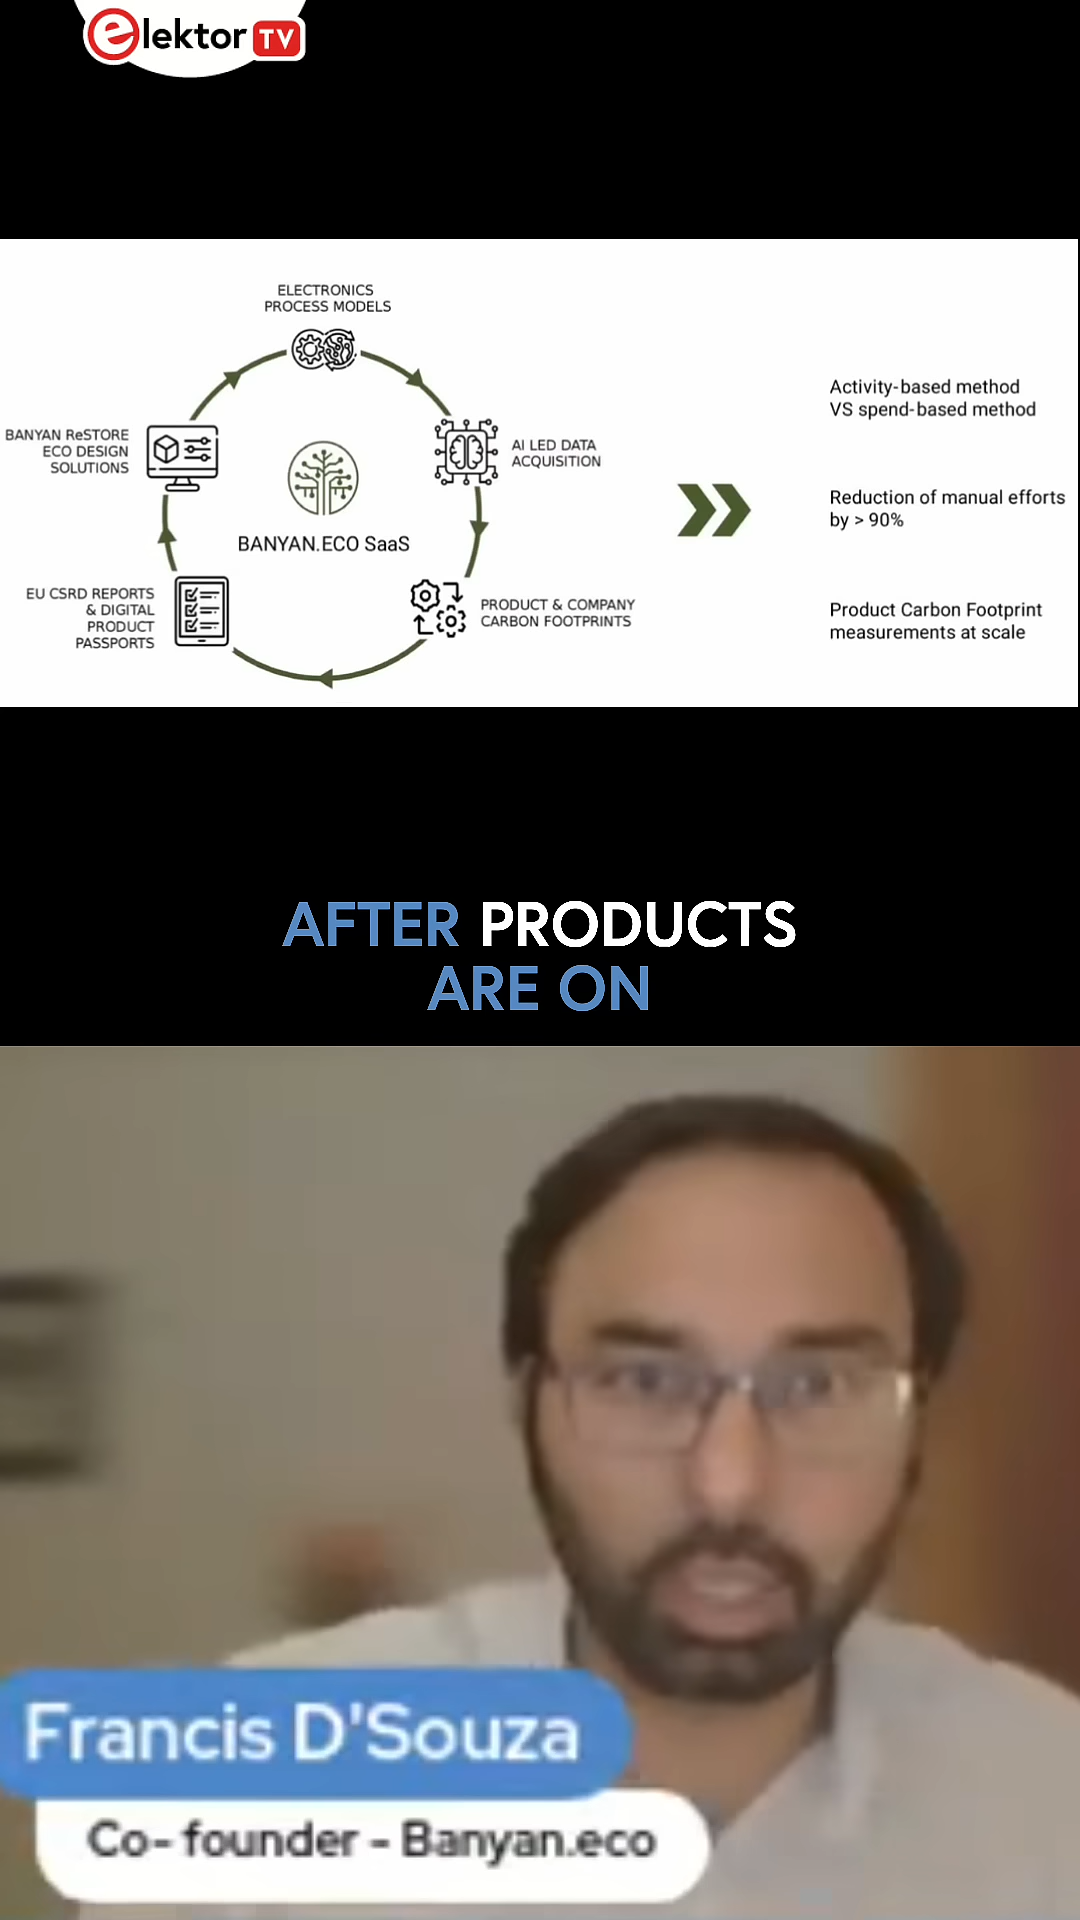 elektor TV
ELECTRONICS
PROCESS MODELS
AI LED DATA
ACQUISITION
PRODUCT & COMPANY
CARBON FOOTPRINTS
EU CSRD REPORTS
& DIGITAL
PRODUCT
PASSPORTS
BANYAN ReSTORE
ECO DESIGN
SOLUTIONS
BANYAN.ECO SaaS
Activity-based method
VS spend-based method
Reduction of manual efforts
by > 90%
Product Carbon Footprint
measurements at scale
AFTER PRODUCTS
ARE ON
Francis D'Souza
Co- founder - Banyan.eco